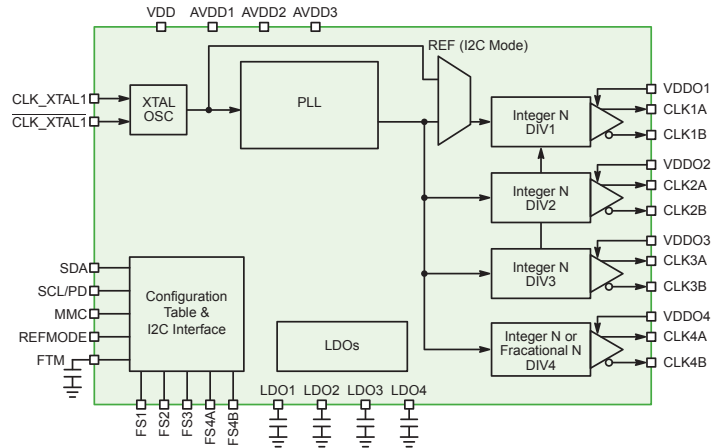 VDD AVDD1 AVDD2 AVDD3
REF (I2C Mode)
CLK_XTAL1
CLK_XTAL1
XTAL
OSC
PLL
Integer N
DIV1
VDDO1
CLK1A
CLK1B
Integer N
DIV2
VDDO2
CLK2A
CLK2B
Integer N
DIV3
VDDO3
CLK3A
CLK3B
Integer N or
Fracational N
DIV4
VDDO4
CLK4A
CLK4B
SDA
SCL/PD
MMC
REFMODE
FTM
Configuration
Table &
I2C Interface
LDOs
FS1
FS2
FS3
FS4A
FS4B
LDO1 LDO2 LDO3 LDO4